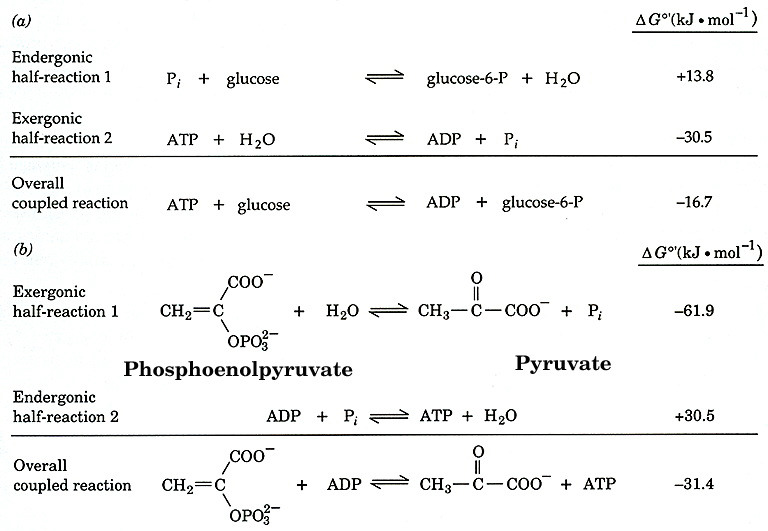 (a) ΔG°'(kJ • mol⁻¹)
Endergonic
half-reaction 1 Pᵢ + glucose ⇌ glucose-6-P + H₂O +13.8
Exergonic
half-reaction 2 ATP + H₂O ⇌ ADP + Pᵢ −30.5
Overall
coupled reaction ATP + glucose ⇌ ADP + glucose-6-P −16.7
(b) ΔG°'(kJ • mol⁻¹)
COO⁻ O
Exergonic
half-reaction 1 CH₂=C + H₂O ⇌ CH₃—C—COO⁻ + Pᵢ −61.9
OPO₃²⁻
Phosphoenolpyruvate Pyruvate
Endergonic
half-reaction 2 ADP + Pᵢ ⇌ ATP + H₂O +30.5
COO⁻ O
Overall
coupled reaction CH₂=C + ADP ⇌ CH₃—C—COO⁻ + ATP −31.4
OPO₃²⁻